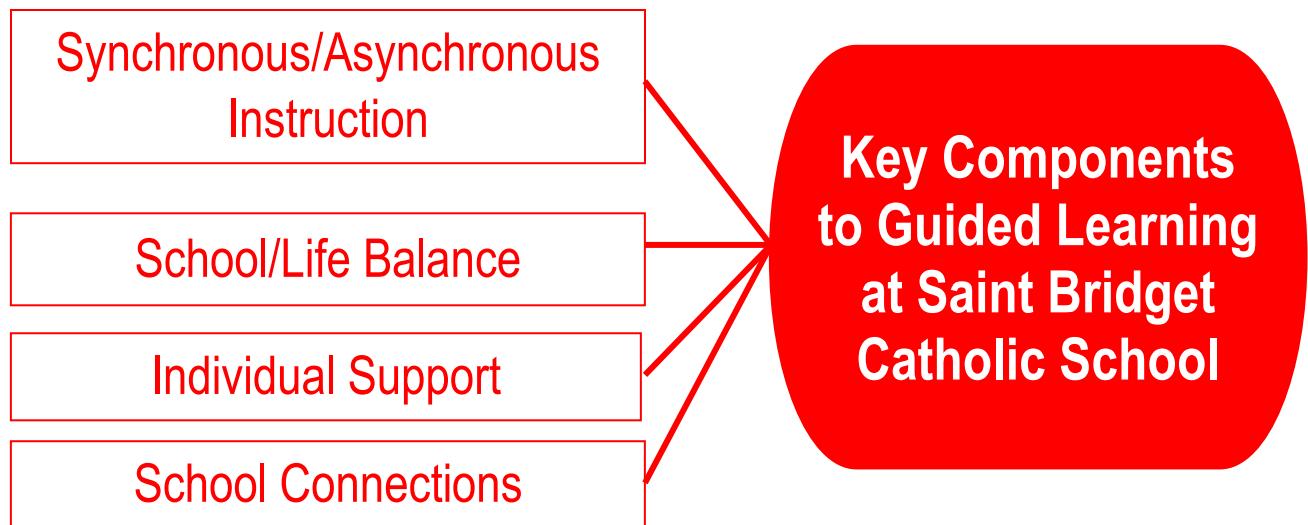 Synchronous/Asynchronous
Instruction
School/Life Balance
Individual Support
School Connections
Key Components
to Guided Learning
at Saint Bridget
Catholic School